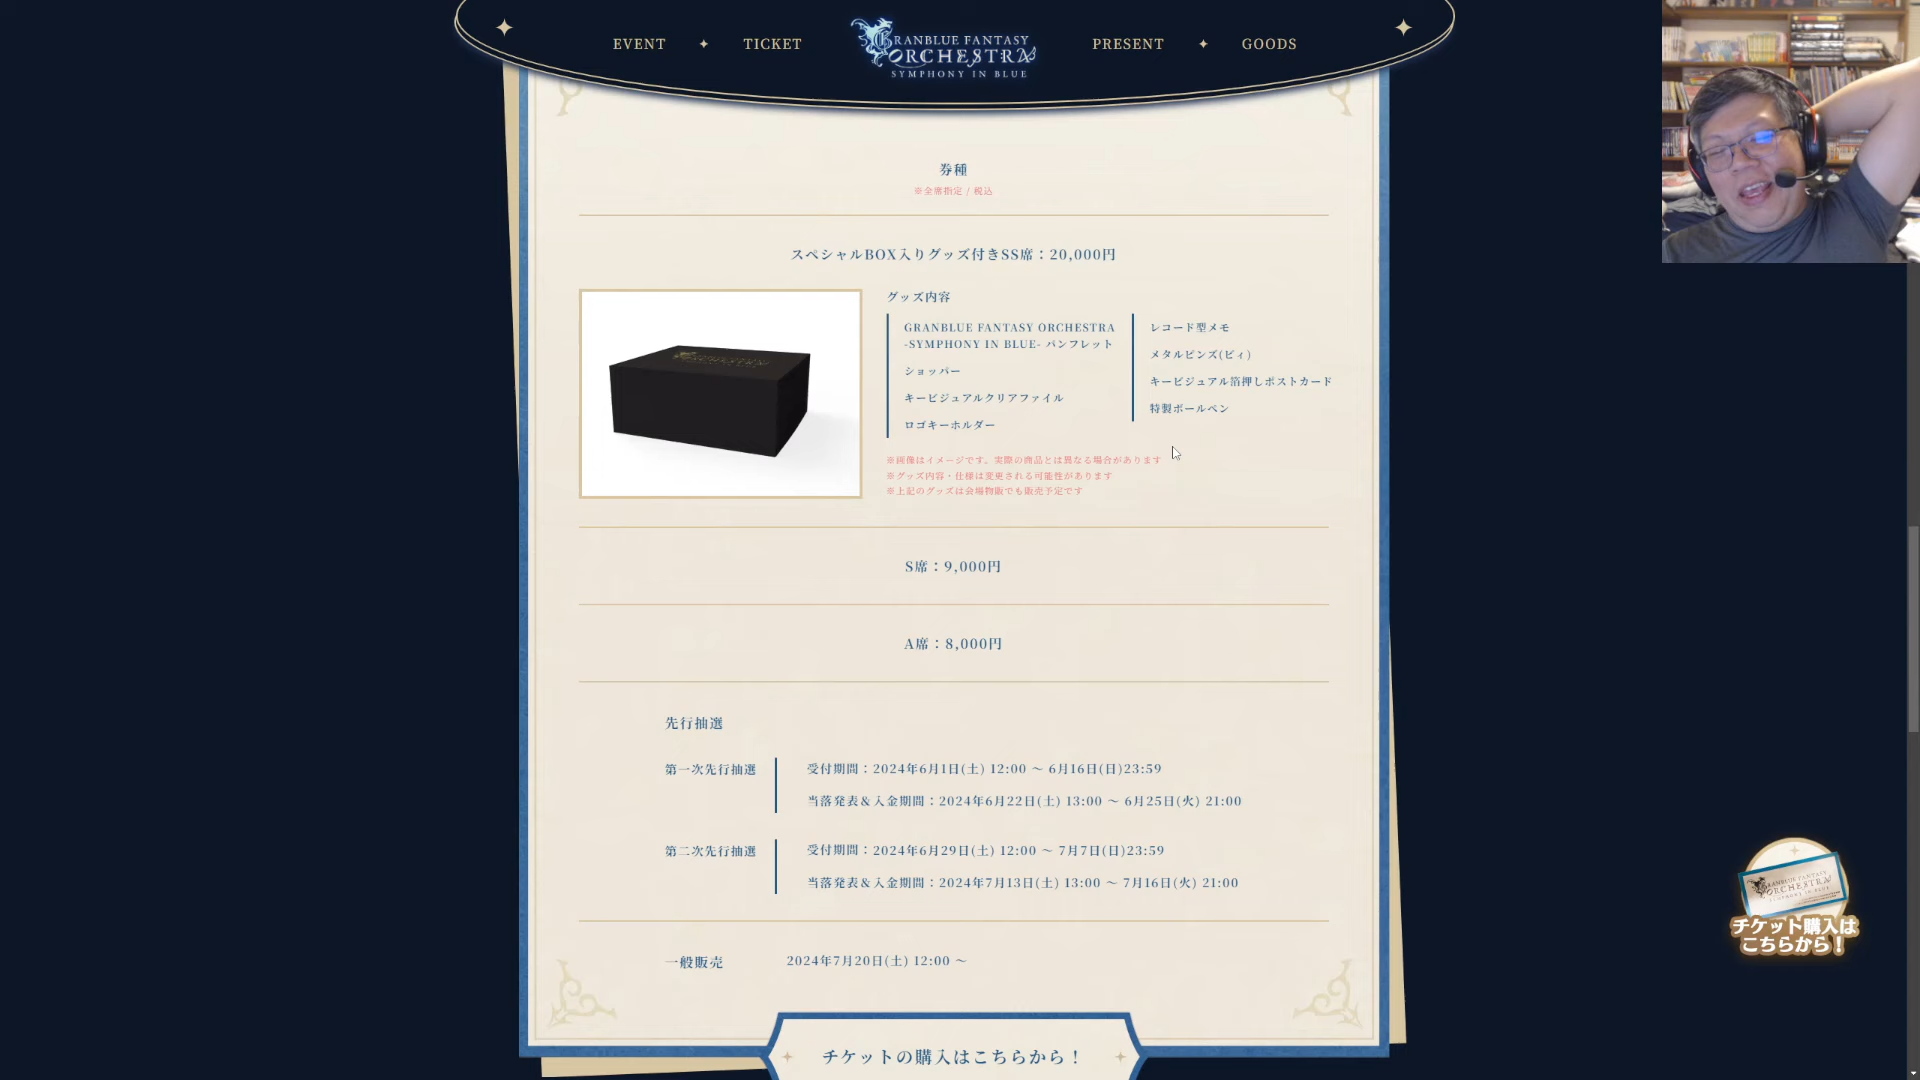 EVENT
TICKET
GRANBLUE FANTASY
ORCHESTRA
SYMPHONY IN BLUE
PRESENT
GOODS
券種
※全席指定 / 税込
スペシャルBOX入りグッズ付きSS席：20,000円
グッズ内容
GRANBLUE FANTASY ORCHESTRA
-SYMPHONY IN BLUE- パンフレット
ショッパー
キービジュアルクリアファイル
ロゴキーホルダー
レコード型メモ
メタルピンズ(ビィ)
キービジュアル箔押しポストカード
特製ボールペン
※画像はイメージです。実際の商品とは異なる場合があります
※グッズ内容・仕様は変更される可能性があります
※上記のグッズは会場物販でも販売予定です
S席：9,000円
A席：8,000円
先行抽選
第一次先行抽選
受付期間：2024年6月1日(土) 12:00 〜 6月16日(日)23:59
当落発表＆入金期間：2024年6月22日(土) 13:00 〜 6月25日(火) 21:00
第二次先行抽選
受付期間：2024年6月29日(土) 12:00 〜 7月7日(日)23:59
当落発表＆入金期間：2024年7月13日(土) 13:00 〜 7月16日(火) 21:00
一般販売
2024年7月20日(土) 12:00 〜
チケットの購入はこちらから！
GRANBLUE FANTASY
ORCHESTRA
SYMPHONY IN BLUE
チケット購入は
こちらから！